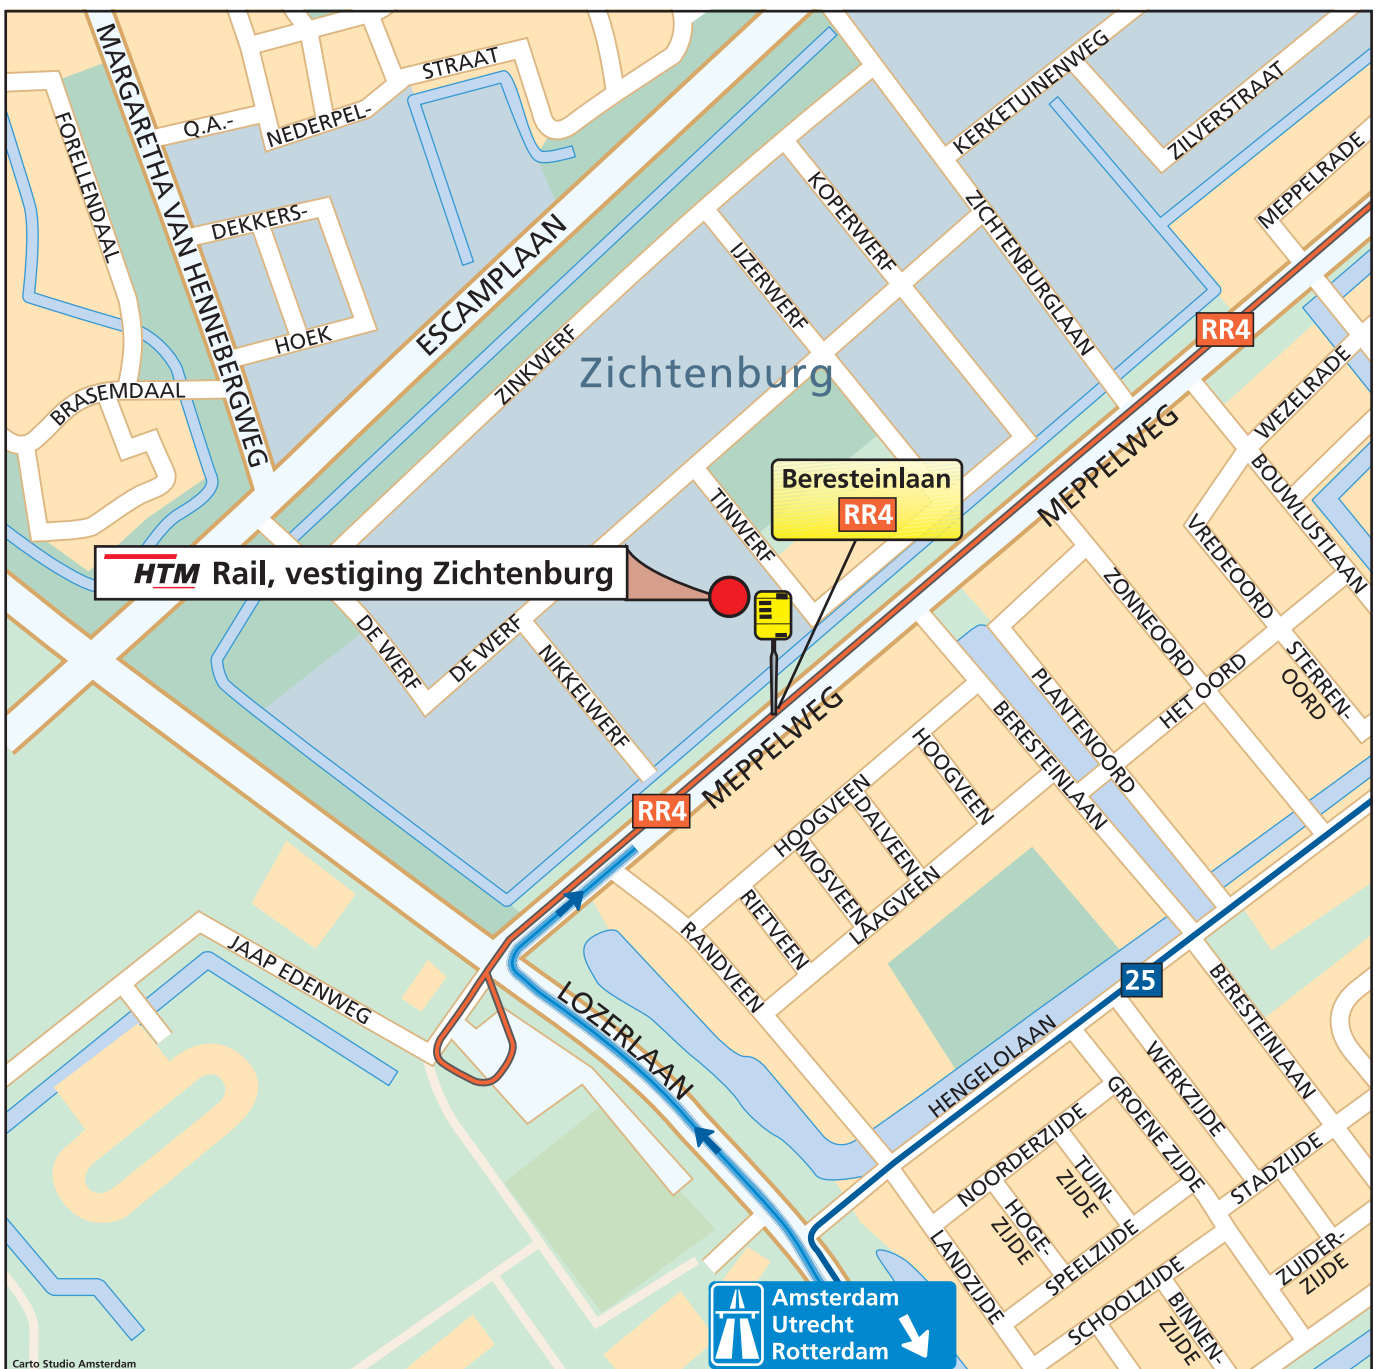 MARGARETHA VAN HENNEBERGWEG
FORELLENDAAL
Q.A.-
NEDERPEL-
STRAAT
DEKKERS-
HOEK
BRASEMDAAL
ESCAMPLAAN
ZINKWERF
IJZERWERF
KOPERWERF
ZICHTENBURGLAAN
KERKETUINENWEG
ZILVERSTRAAT
MEPPELRADE
RR4
Zichtenburg
MEPPELWEG
WEZELRADE
BOUWLUSTLAAN
VREDEOORD
ZONNEOORD
HET OORD
STERREN-
OORD
PLANTENOORD
BERESTEINLAAN
TINWERF
Beresteinlaan
RR4
HTM Rail, vestiging Zichtenburg
DE WERF
DE WERF
NIKKELWERF
MEPPELWEG
RR4
HOOGVEEN
HOOGVEEN
DALVEEN
HOMOSVEEN
LAAGVEEN
RIETVEEN
RANDVEEN
JAAP EDENWEG
LOZERLAAN
HENGELOLAAN
25
BERESTEINLAAN
WERKZIJDE
GROENE ZIJDE
NOORDERZIJDE
TUIN-
ZIJDE
HOGE-
ZIJDE
SPEELZIJDE
STADZIJDE
LANDZIJDE
SCHOOLZIJDE
BINNEN-
ZIJDE
ZUIDER-
ZIJDE
Amsterdam
Utrecht
Rotterdam
Carto Studio Amsterdam